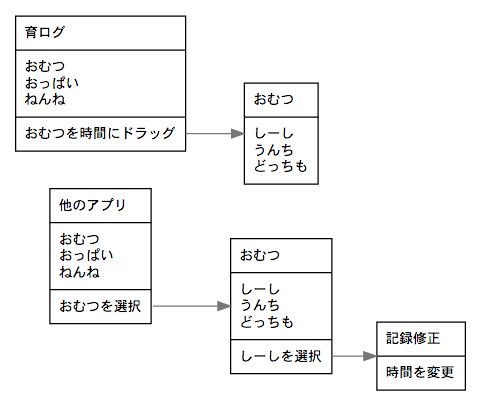 育ログ
おむつ
おっぱい
ねんね
おむつを時間にドラッグ
おむつ
しーし
うんち
どっちも
他のアプリ
おむつ
おっぱい
ねんね
おむつを選択
おむつ
しーし
うんち
どっちも
しーしを選択
記録修正
時間を変更